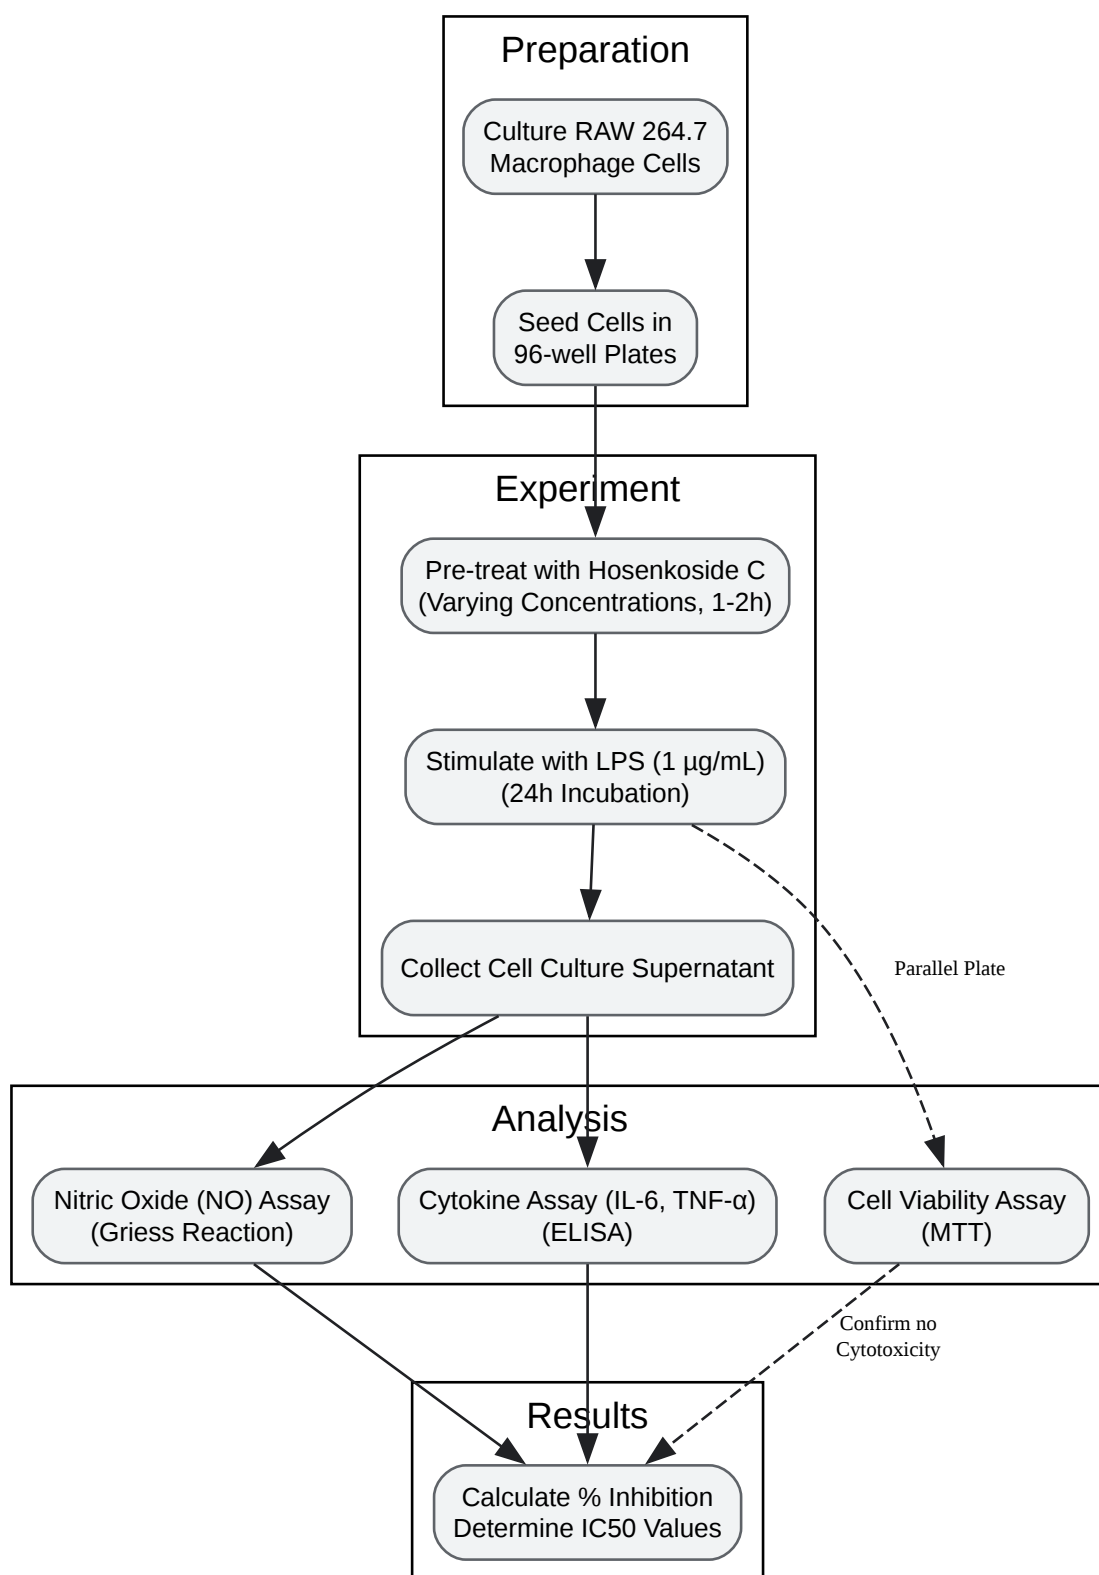 Preparation
Culture RAW 264.7
Macrophage Cells
Seed Cells in
96-well Plates
Experiment
Pre-treat with Hosenkoside C
(Varying Concentrations, 1-2h)
Stimulate with LPS (1 µg/mL)
(24h Incubation)
Collect Cell Culture Supernatant
Parallel Plate
Analysis
Nitric Oxide (NO) Assay
(Griess Reaction)
Cytokine Assay (IL-6, TNF-α)
(ELISA)
Cell Viability Assay
(MTT)
Confirm no
Cytotoxicity
Results
Calculate % Inhibition
Determine IC50 Values